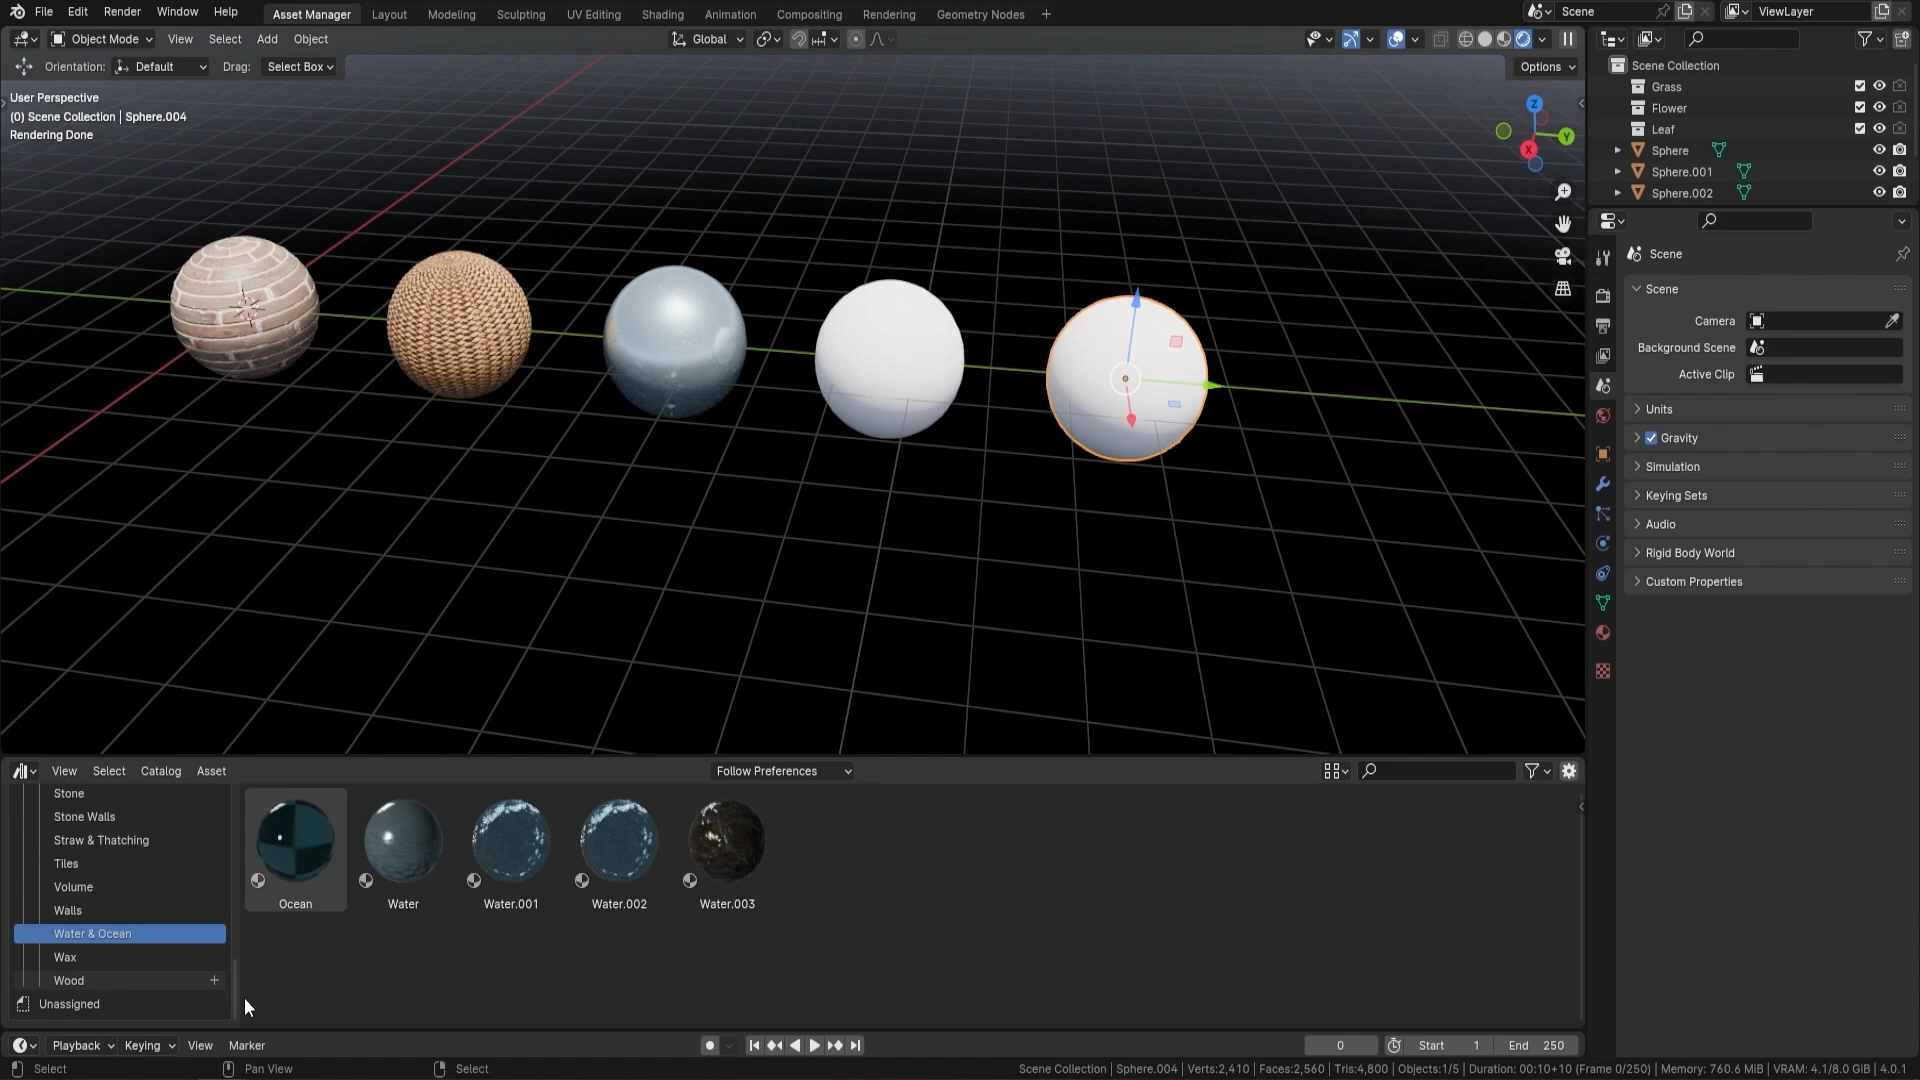 File Edit Render Window Help Asset Manager Layout Modeling Sculpting UV Editing Shading Animation Compositing Rendering Geometry Nodes + Scene ViewLayer
Object Mode View Select Add Object Global
Orientation: Default Drag: Select Box Options
User Perspective
(0) Scene Collection | Sphere.004
Rendering Done
Z
Y
X
Scene Collection
Grass
Flower
Leaf
Sphere
Sphere.001
Sphere.002
Scene
Scene
Camera
Background Scene
Active Clip
Units
Gravity
Simulation
Keying Sets
Audio
Rigid Body World
Custom Properties
View Select Catalog Asset Follow Preferences
Stone
Stone Walls
Straw & Thatching
Tiles
Volume
Walls
Water & Ocean
Wax
Wood +
Unassigned
Ocean Water Water.001 Water.002 Water.003
Playback Keying View Marker 0 Start 1 End 250
Select Pan View Select Scene Collection | Sphere.004 | Verts:2,410 | Faces:2,560 | Tris:4,800 | Objects:1/5 | Duration: 00:10+10 (Frame 0/250) | Memory: 760.6 MiB | VRAM: 4.1/8.0 GiB | 4.0.1